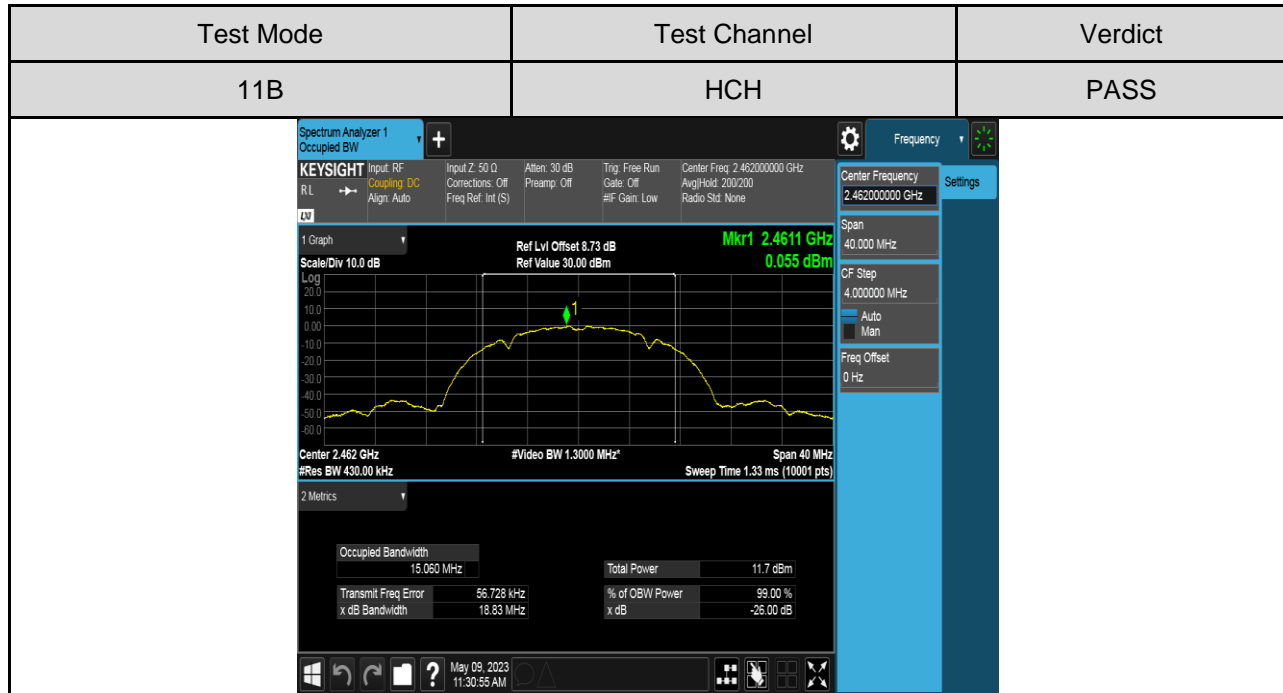 Test Mode Test Channel Verdict
11B HCH PASS
Spectrum Analyzer 1
Occupied BW
+
Frequency
KEYSIGHT
RL
LXI
Input: RF
Coupling: DC
Align: Auto
Input Z: 50 Ω
Corrections: Off
Freq Ref: Int (S)
Atten: 30 dB
Preamp: Off
Trig: Free Run
Gate: Off
#IF Gain: Low
Center Freq: 2.462000000 GHz
Avg|Hold: 200/200
Radio Std: None
Center Frequency
2.462000000 GHz
Settings
Span
40.000 MHz
CF Step
4.000000 MHz
Auto
Man
Freq Offset
0 Hz
1 Graph
Scale/Div 10.0 dB
Ref Lvl Offset 8.73 dB
Ref Value 30.00 dBm
Mkr1 2.4611 GHz
0.055 dBm
Log
20.0
10.0
0.00
-10.0
-20.0
-30.0
-40.0
-50.0
-60.0
1
Center 2.462 GHz
#Res BW 430.00 kHz
#Video BW 1.3000 MHz*
Span 40 MHz
Sweep Time 1.33 ms (10001 pts)
2 Metrics
Occupied Bandwidth
15.060 MHz
Total Power 11.7 dBm
Transmit Freq Error 56.728 kHz
% of OBW Power 99.00 %
x dB Bandwidth 18.83 MHz
x dB -26.00 dB
?
May 09, 2023
11:30:55 AM